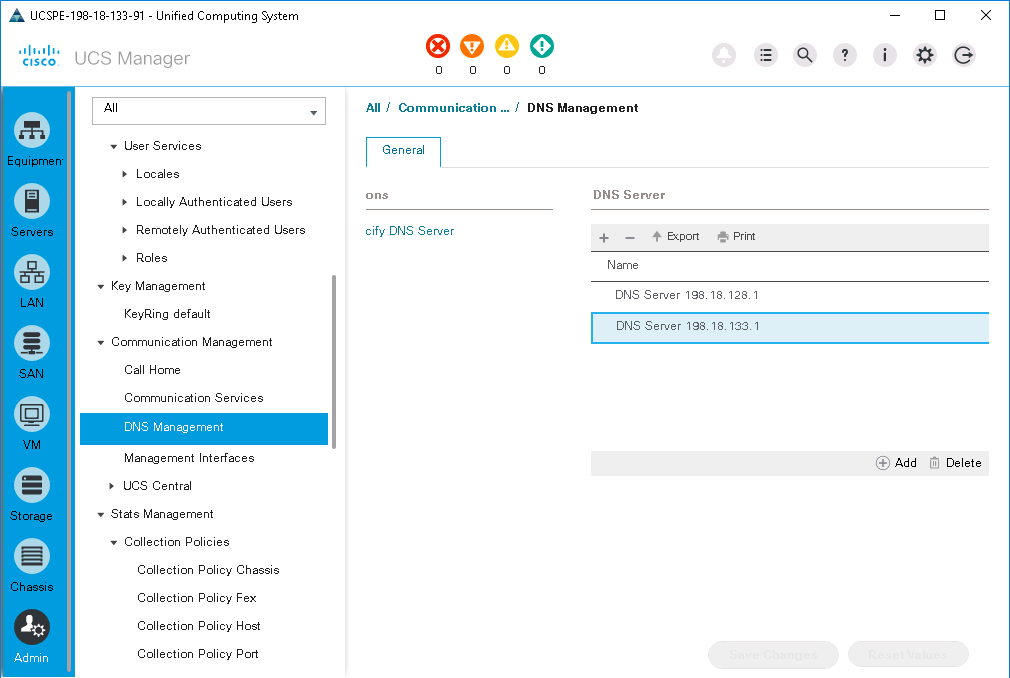 UCSPE-198-18-133-91 - Unified Computing System
CISCO UCS Manager
0 0 0 0
Equipmen
Servers
LAN
SAN
VM
Storage
Chassis
Admin
All
User Services
Locales
Locally Authenticated Users
Remotely Authenticated Users
Roles
Key Management
KeyRing default
Communication Management
Call Home
Communication Services
DNS Management
Management Interfaces
UCS Central
Stats Management
Collection Policies
Collection Policy Chassis
Collection Policy Fex
Collection Policy Host
Collection Policy Port
All / Communication ... / DNS Management
General
ons
cify DNS Server
DNS Server
+ − Export Print
Name
DNS Server 198.18.128.1
DNS Server 198.18.133.1
Add Delete
Save Changes Reset Values